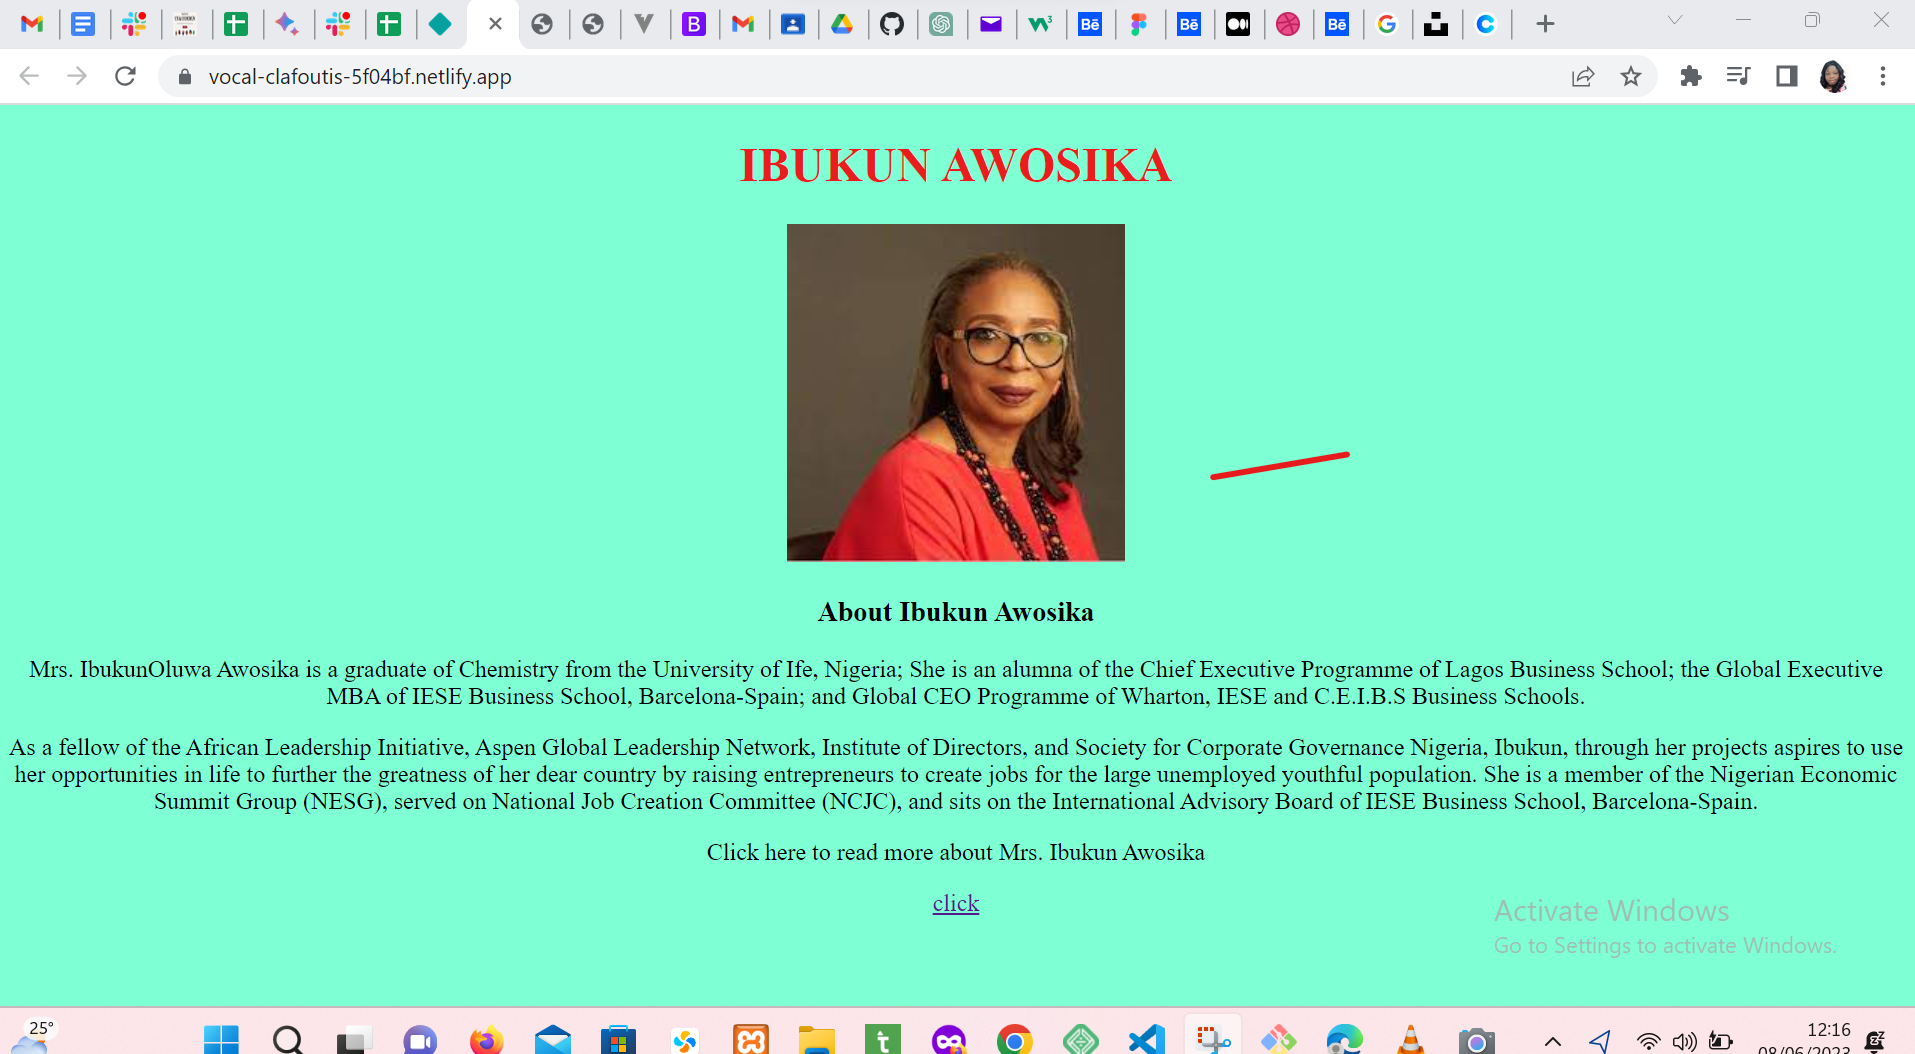 vocal-clafoutis-5f04bf.netlify.app
IBUKUN AWOSIKA
About Ibukun Awosika
Mrs. IbukunOluwa Awosika is a graduate of Chemistry from the University of Ife, Nigeria; She is an alumna of the Chief Executive Programme of Lagos Business School; the Global Executive
MBA of IESE Business School, Barcelona-Spain; and Global CEO Programme of Wharton, IESE and C.E.I.B.S Business Schools.
As a fellow of the African Leadership Initiative, Aspen Global Leadership Network, Institute of Directors, and Society for Corporate Governance Nigeria, Ibukun, through her projects aspires to use
her opportunities in life to further the greatness of her dear country by raising entrepreneurs to create jobs for the large unemployed youthful population. She is a member of the Nigerian Economic
Summit Group (NESG), served on National Job Creation Committee (NCJC), and sits on the International Advisory Board of IESE Business School, Barcelona-Spain.
Click here to read more about Mrs. Ibukun Awosika
click
Activate Windows
Go to Settings to activate Windows.
25°
12:16
08/06/2023